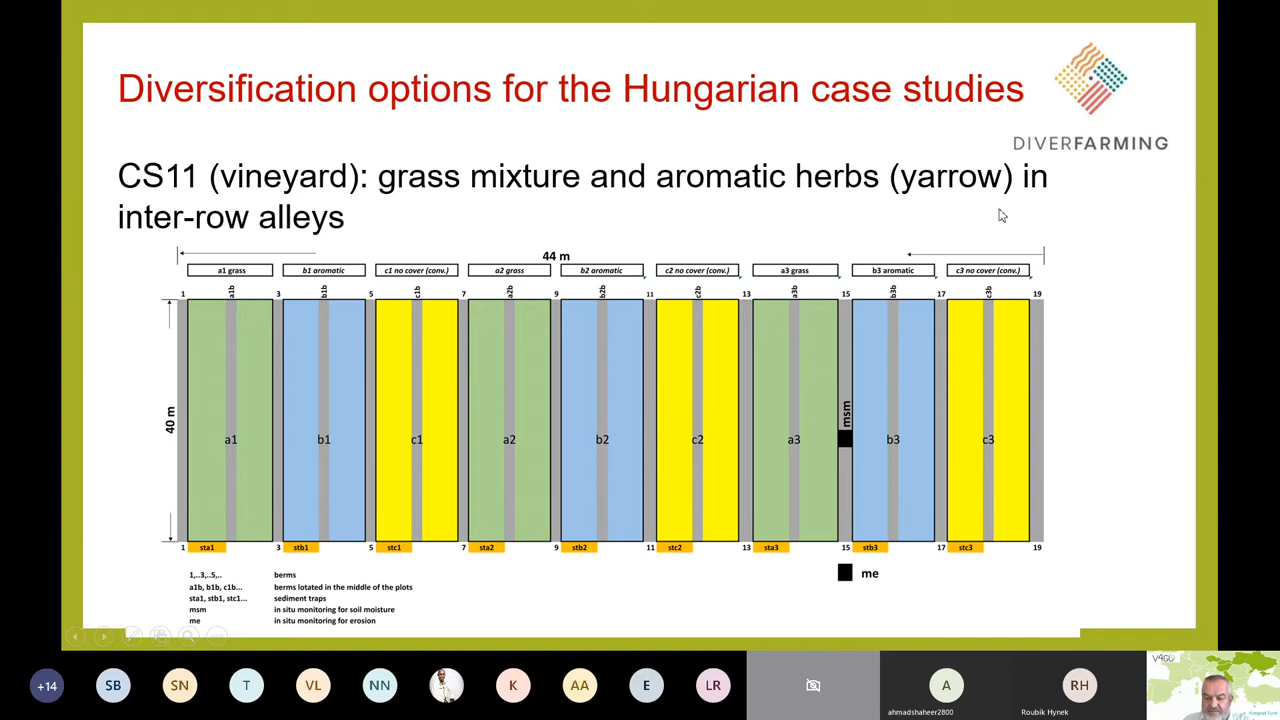 Diversification options for the Hungarian case studies
DIVERFARMING
CS11 (vineyard): grass mixture and aromatic herbs (yarrow) in
inter-row alleys
44 m
a1 grass b1 aromatic c1 no cover (conv.) a2 grass b2 aromatic c2 no cover (conv.) a3 grass b3 aromatic c3 no cover (conv.)
1 a1b 3 b1b 5 c1b 7 a2b 9 b2b 11 c2b 13 a3b 15 b3b 17 c3b 19
40 m
msm
a1 b1 c1 a2 b2 c2 a3 b3 c3
1 sta1 3 stb1 5 stc1 7 sta2 9 stb2 11 stc2 13 sta3 15 stb3 17 stc3 19
me
1,..3,..5,.. berms
a1b, b1b, c1b... berms lotated in the middle of the plots
sta1, stb1, stc1... sediment traps
msm in situ monitoring for soil moisture
me in situ monitoring for erosion
+14 SB SN T VL NN K AA E LR A RH
ahmadshaheer2800 Roubík Hynek
V4GU
Visegrad Fund